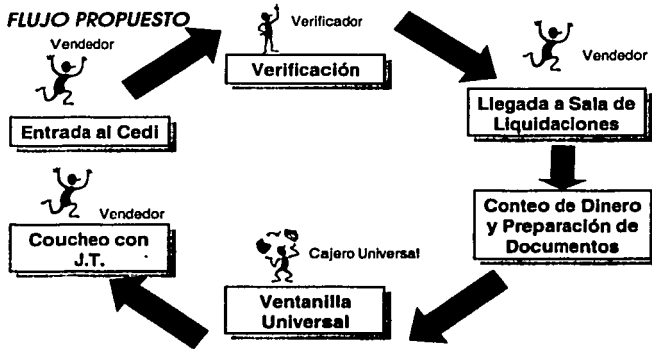 FLUJO PROPUESTO
Vendedor
Entrada al Cedi
Verificador
Verificación
Vendedor
Llegada a Sala de
Liquidaciones
Conteo de Dinero
y Preparación de
Documentos
Cajero Universal
Ventanilla
Universal
Vendedor
Coucheo con
J.T.